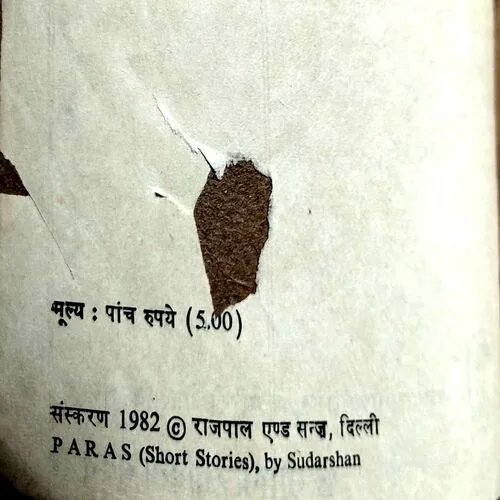 मूल्य : पांच रुपये (5.00)
संस्करण 1982 © राजपाल एण्ड सन्ज़, दिल्ली
PARAS (Short Stories), by Sudarshan